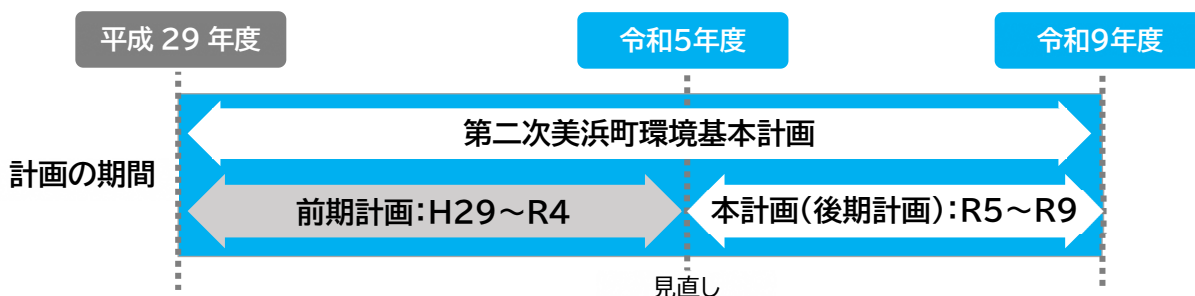 平成 29 年度
令和5年度
令和9年度
第二次美浜町環境基本計画
計画の期間
前期計画：H29～R4
本計画（後期計画）：R5～R9
見直し